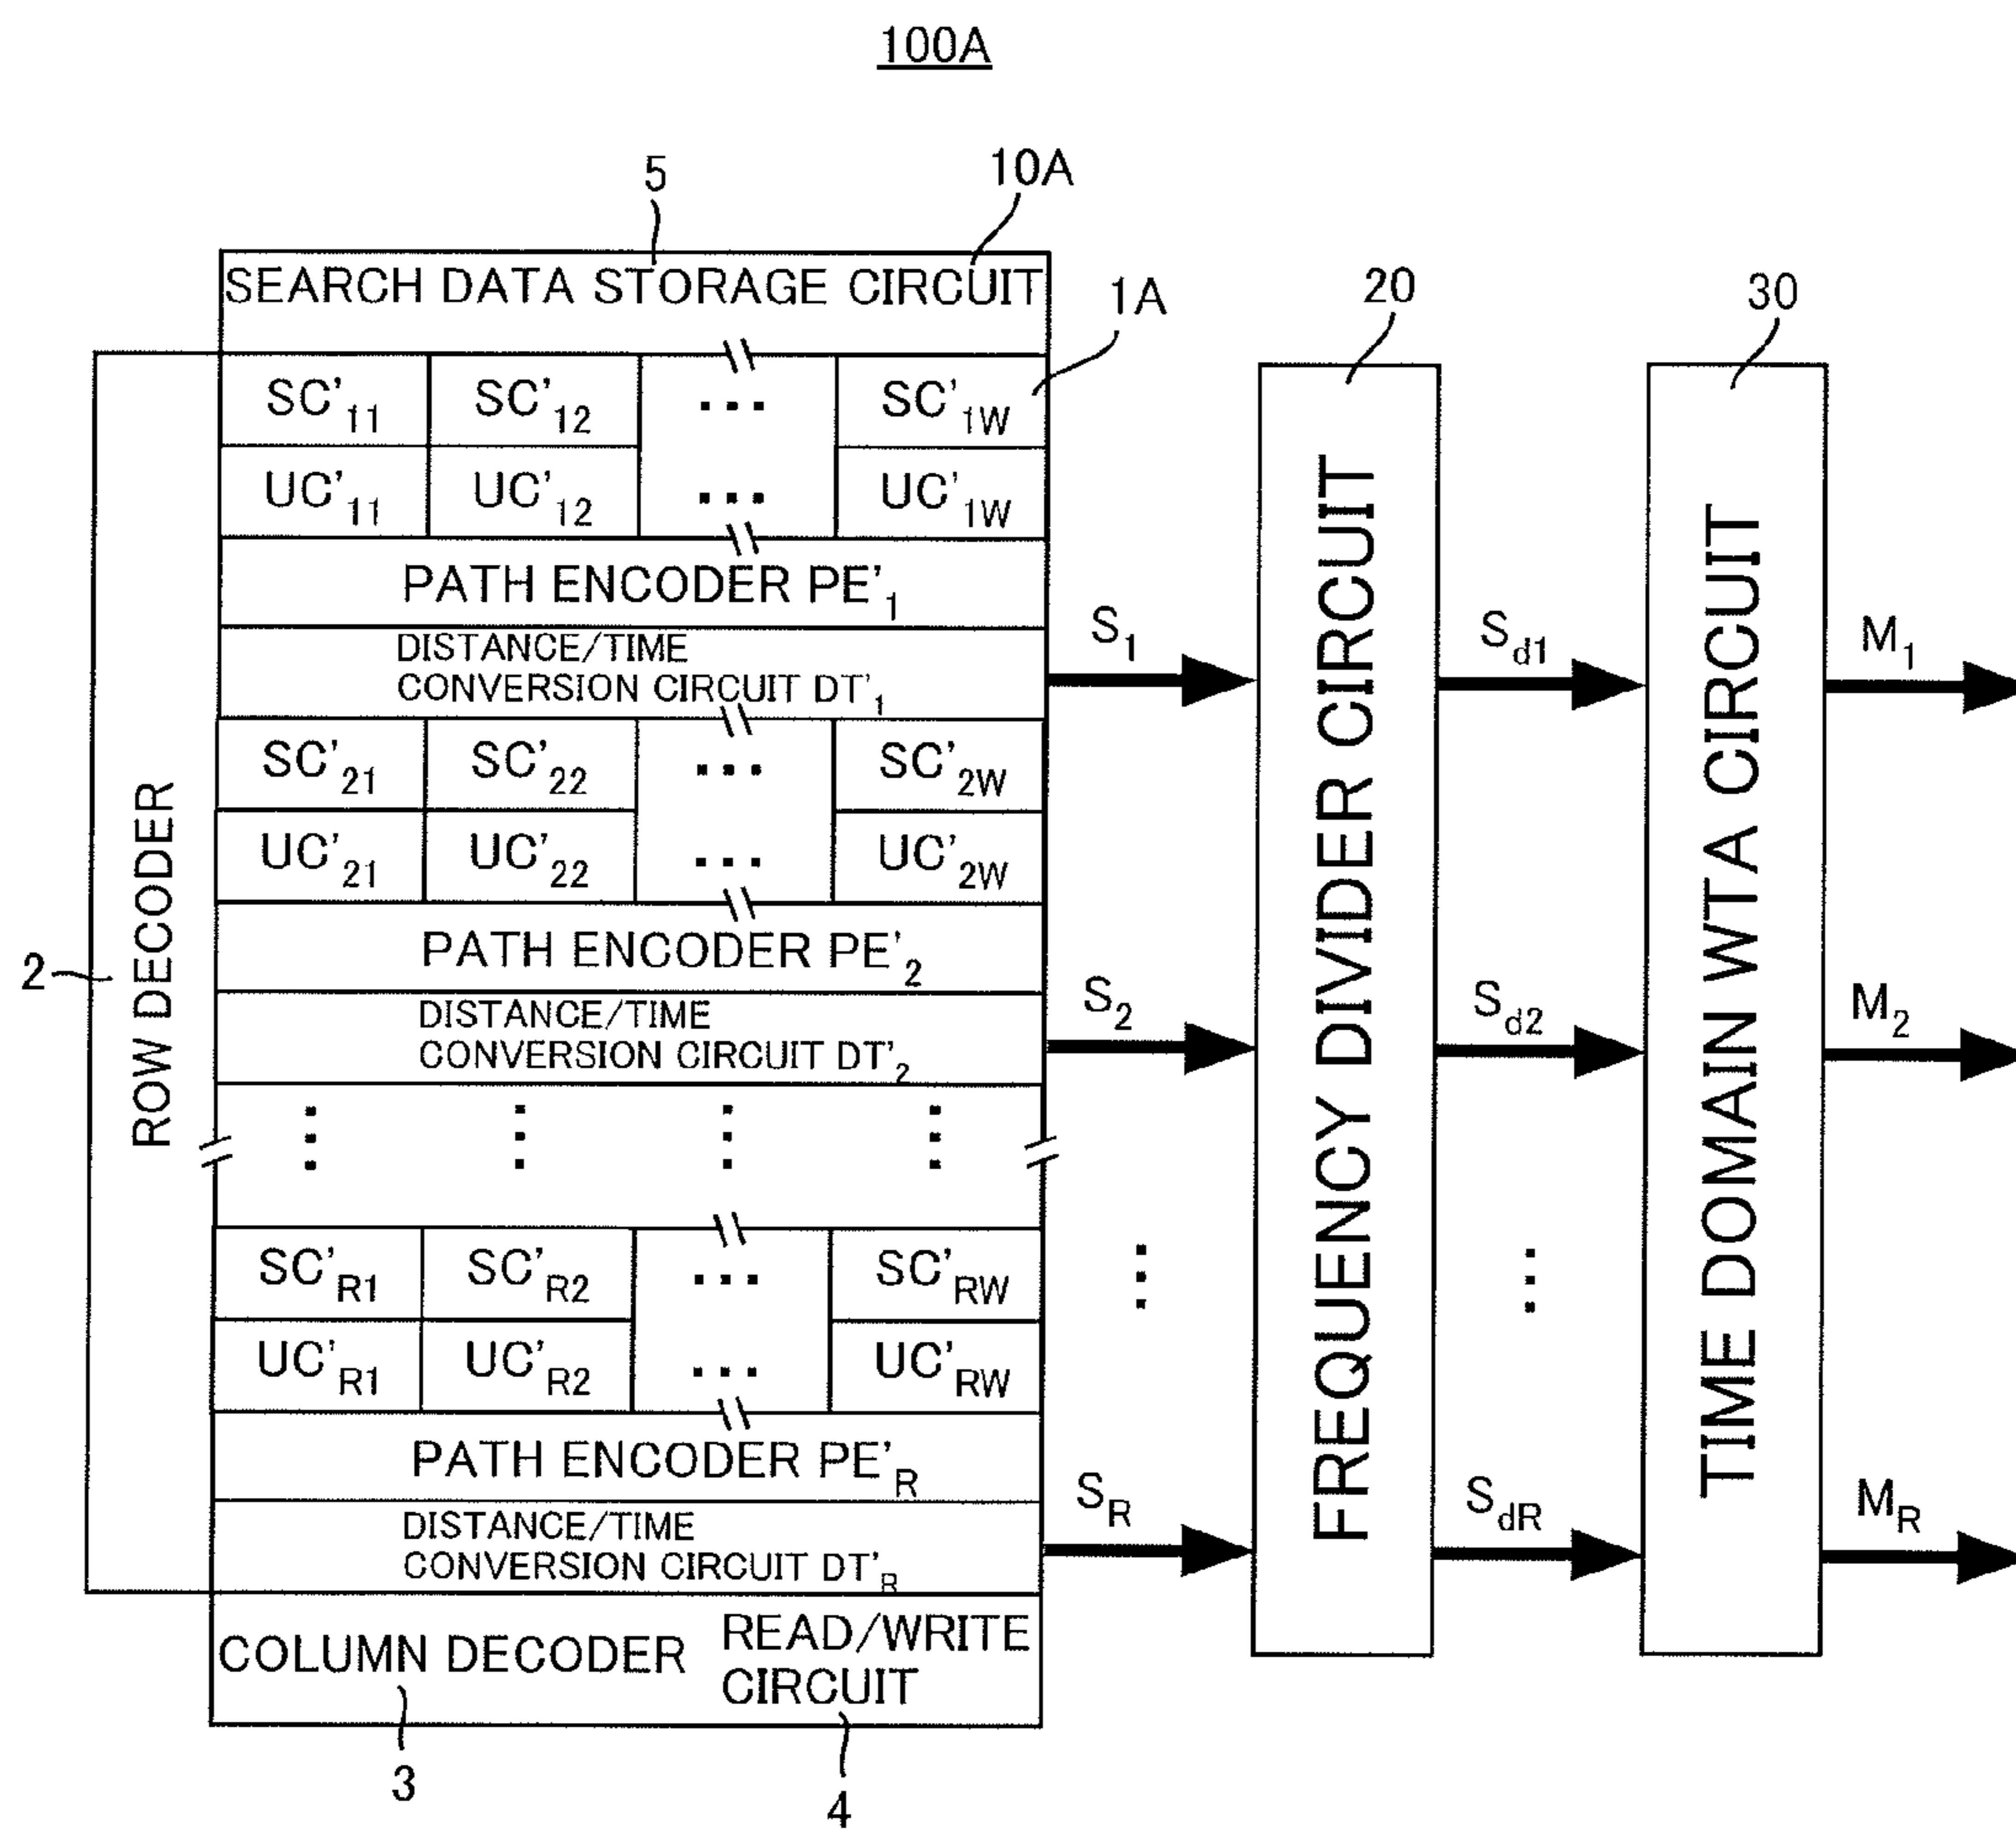 100A
5
10A
SEARCH DATA STORAGE CIRCUIT
1A
20
30
SC'11 SC'12 ... SC'1W
UC'11 UC'12 ... UC'1W
PATH ENCODER PE'1
DISTANCE/TIME
CONVERSION CIRCUIT DT'1
S1
Sd1
M1
SC'21 SC'22 ... SC'2W
UC'21 UC'22 ... UC'2W
PATH ENCODER PE'2
DISTANCE/TIME
CONVERSION CIRCUIT DT'2
S2
Sd2
M2
2
ROW DECODER
FREQUENCY DIVIDER CIRCUIT
TIME DOMAIN WTA CIRCUIT
SC'R1 SC'R2 ... SC'RW
UC'R1 UC'R2 ... UC'RW
PATH ENCODER PE'R
DISTANCE/TIME
CONVERSION CIRCUIT DT'R
SR
SdR
MR
COLUMN DECODER
READ/WRITE
CIRCUIT
3
4